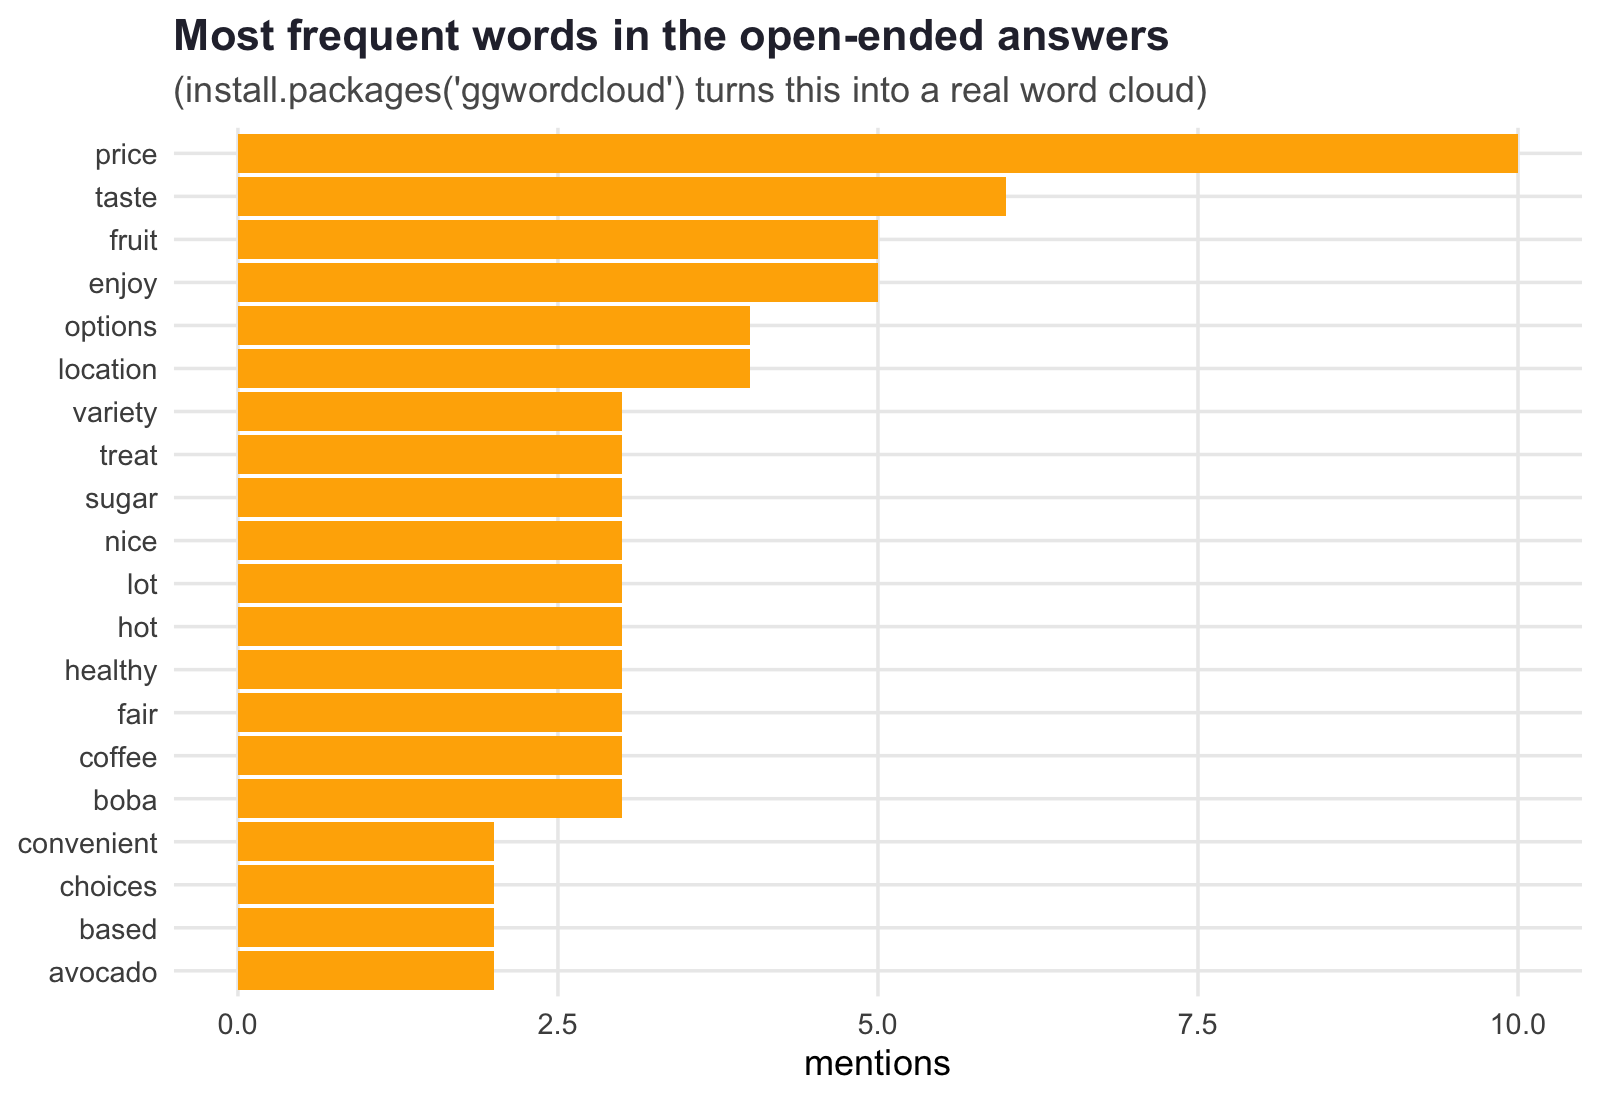 Most frequent words in the open-ended answers
(install.packages('ggwordcloud') turns this into a real word cloud)
price
taste
fruit
enjoy
options
location
variety
treat
sugar
nice
lot
hot
healthy
fair
coffee
boba
convenient
choices
based
avocado
0.0 2.5 5.0 7.5 10.0
mentions